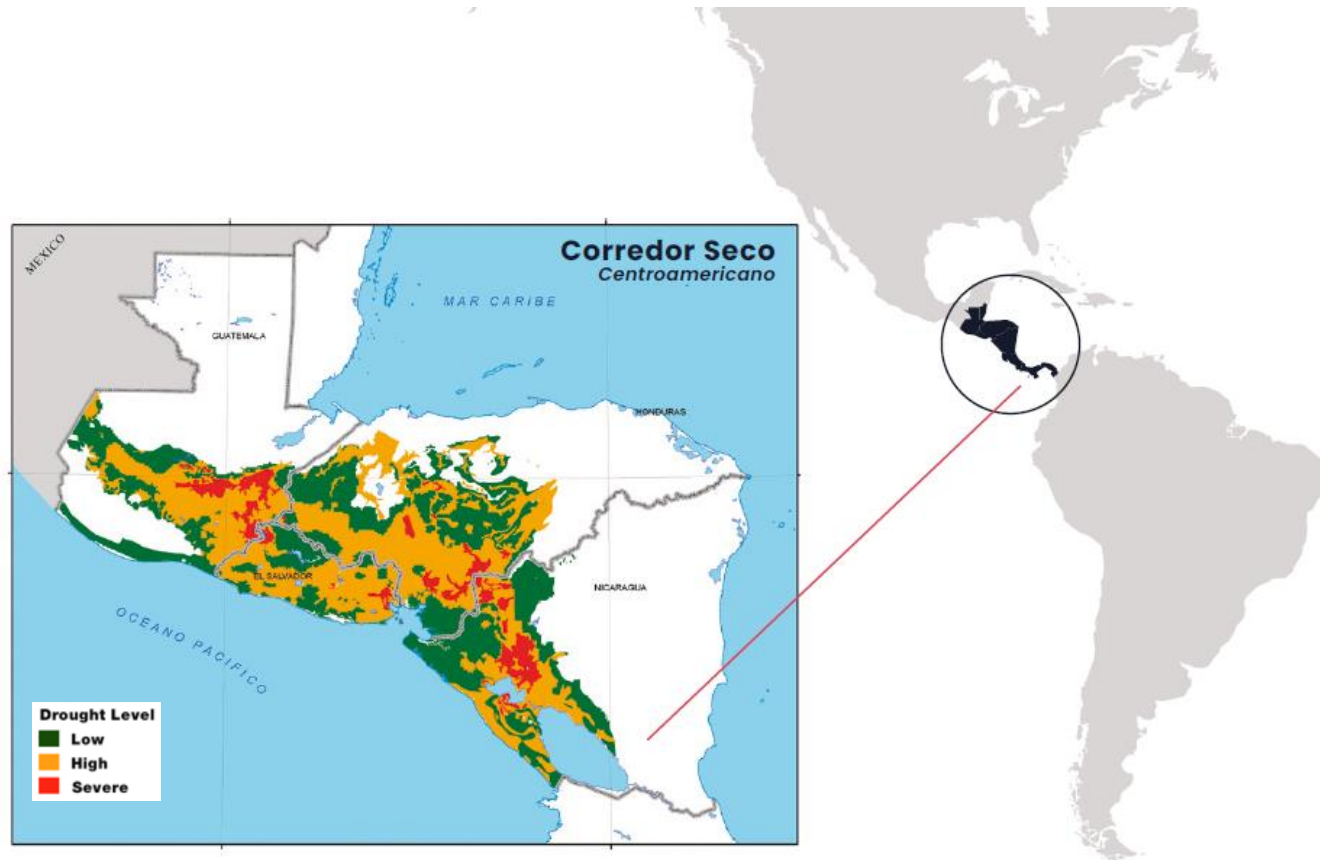 Corredor Seco
Centroamericano
MEXICO
MAR CARIBE
GUATEMALA
HONDURAS
EL SALVADOR
NICARAGUA
OCEANO PACIFICO
Drought Level
Low
High
Severe